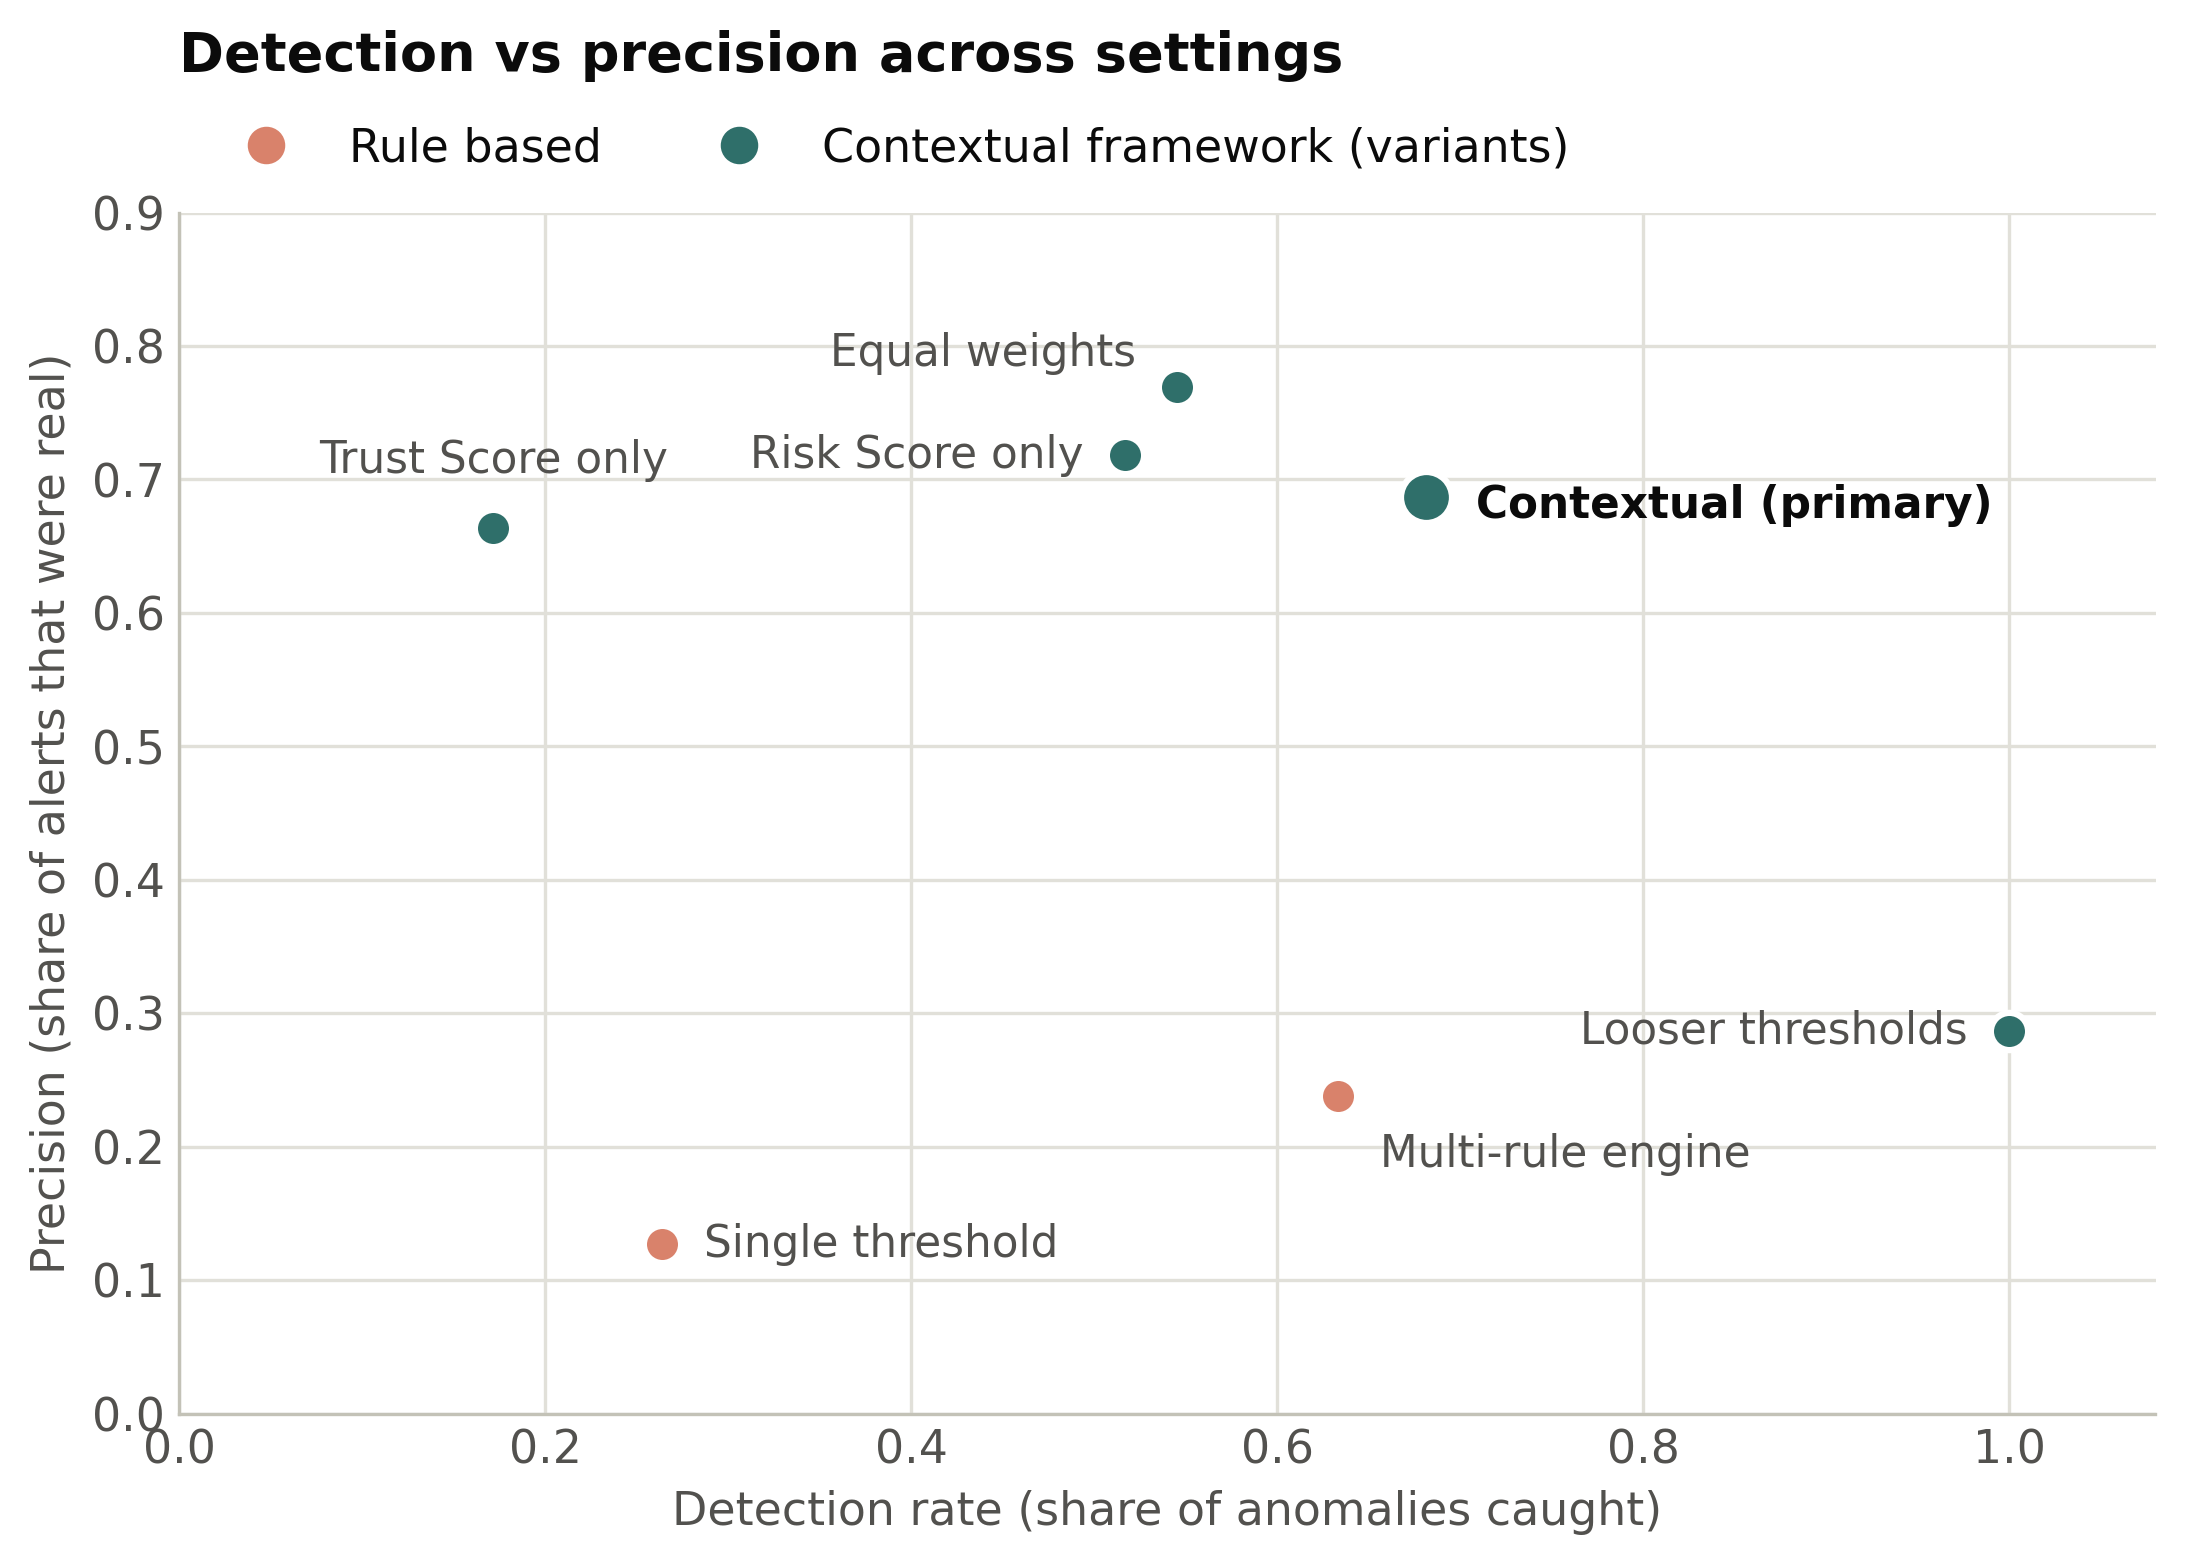 Detection vs precision across settings
Rule based
Contextual framework (variants)
Precision (share of alerts that were real)
0.9
0.8
0.7
0.6
0.5
0.4
0.3
0.2
0.1
0.0
Equal weights
Trust Score only
Risk Score only
Contextual (primary)
Looser thresholds
Multi-rule engine
Single threshold
0.0 0.2 0.4 0.6 0.8 1.0
Detection rate (share of anomalies caught)